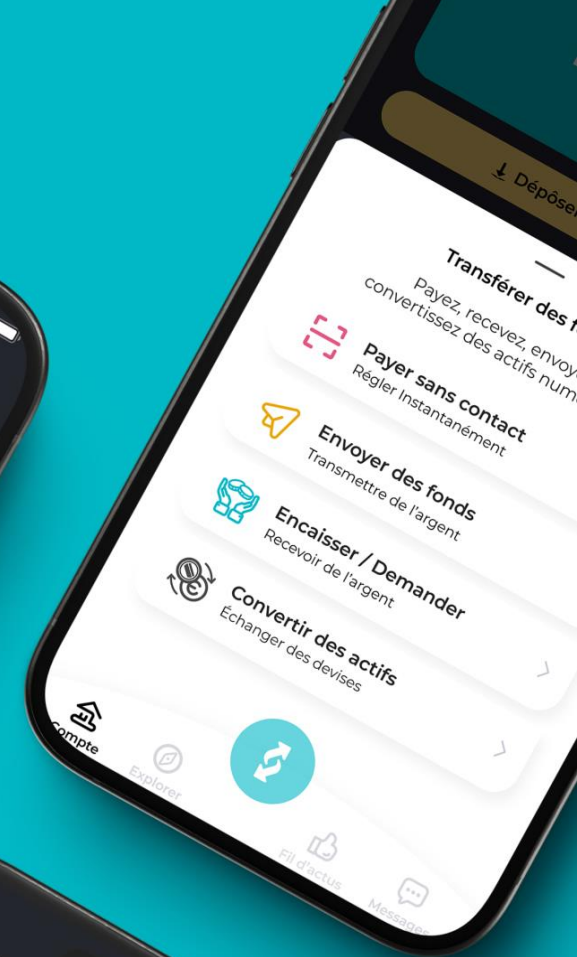 Dépose
Transférer des f
Payez, recevez, envoy
convertissez des actifs num
Payer sans contact
Régler Instantanément
Envoyer des fonds
Transmettre de l'argent
Encaisser / Demander
Recevoir de l'argent
Convertir des actifs
Échanger des devises
Compte
Explorer
Fil d'actus
Messages